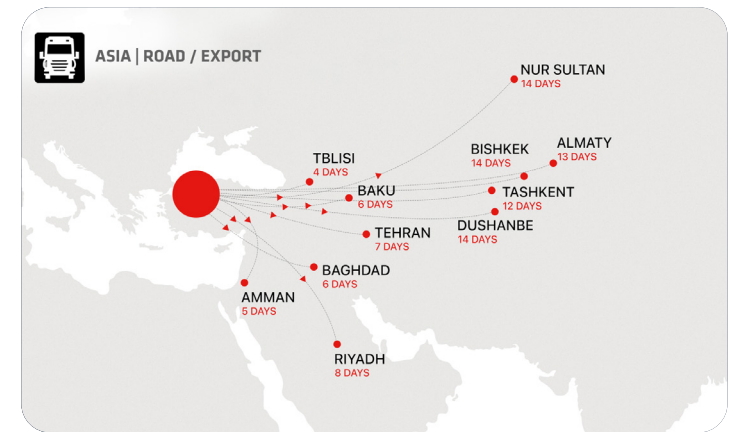 ASIA | ROAD / EXPORT
NUR SULTAN
14 DAYS
BISHKEK
14 DAYS
ALMATY
13 DAYS
TBLISI
4 DAYS
BAKU
6 DAYS
TASHKENT
12 DAYS
DUSHANBE
14 DAYS
TEHRAN
7 DAYS
BAGHDAD
6 DAYS
AMMAN
5 DAYS
RIYADH
8 DAYS